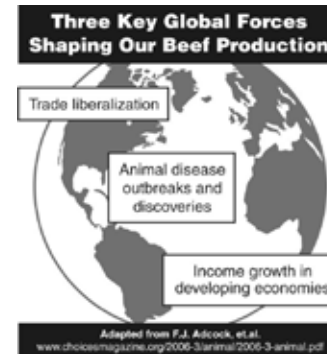 Three Key Global Forces
Shaping Our Beef Production
Trade liberalization
Animal disease
outbreaks and
discoveries
Income growth in
developing economies
Adapted from F.J. Adcock, et.al.
www.choicesmagazine.org/2006-3/animal/2006-3-animal.pdf